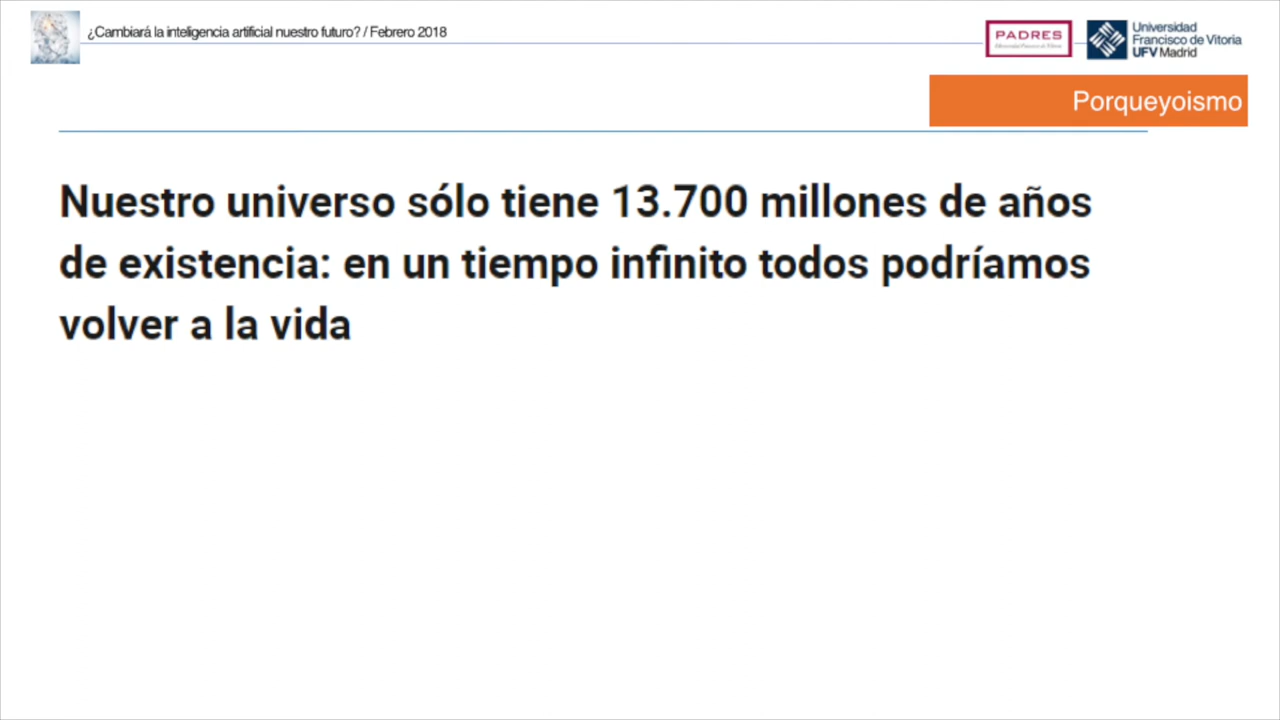 ¿Cambiará la inteligencia artificial nuestro futuro? / Febrero 2018
PADRES
Universidad
Francisco de Vitoria
UFV Madrid
Porqueyoismo
Nuestro universo sólo tiene 13.700 millones de años
de existencia: en un tiempo infinito todos podríamos
volver a la vida